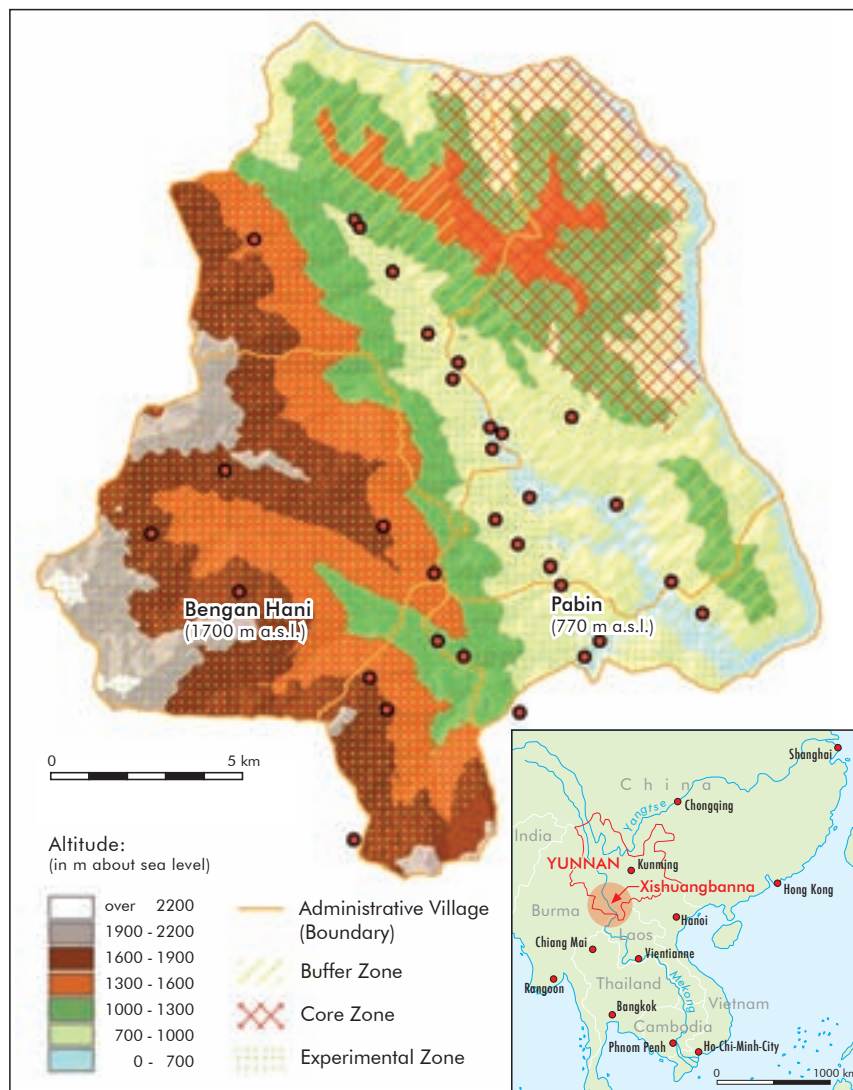 Bengan Hani
(1700 m a.s.l.)
Pabin
(770 m a.s.l.)
0 5 km
Altitude:
(in m about sea level)
over 2200
1900 - 2200
1600 - 1900
1300 - 1600
1000 - 1300
700 - 1000
0 - 700
Administrative Village
(Boundary)
Buffer Zone
Core Zone
Experimental Zone
Shanghai
China
Chongqing
Yangtse
India
YUNNAN
Kunming
Xishuangbanna
Hong Kong
Burma
Hanoi
Laos
Chiang Mai
Vientianne
Rangoon
Thailand
Mekong
Vietnam
Bangkok
Cambodia
Phnom Penh
Ho-Chi-Minh-City
0 1000 km